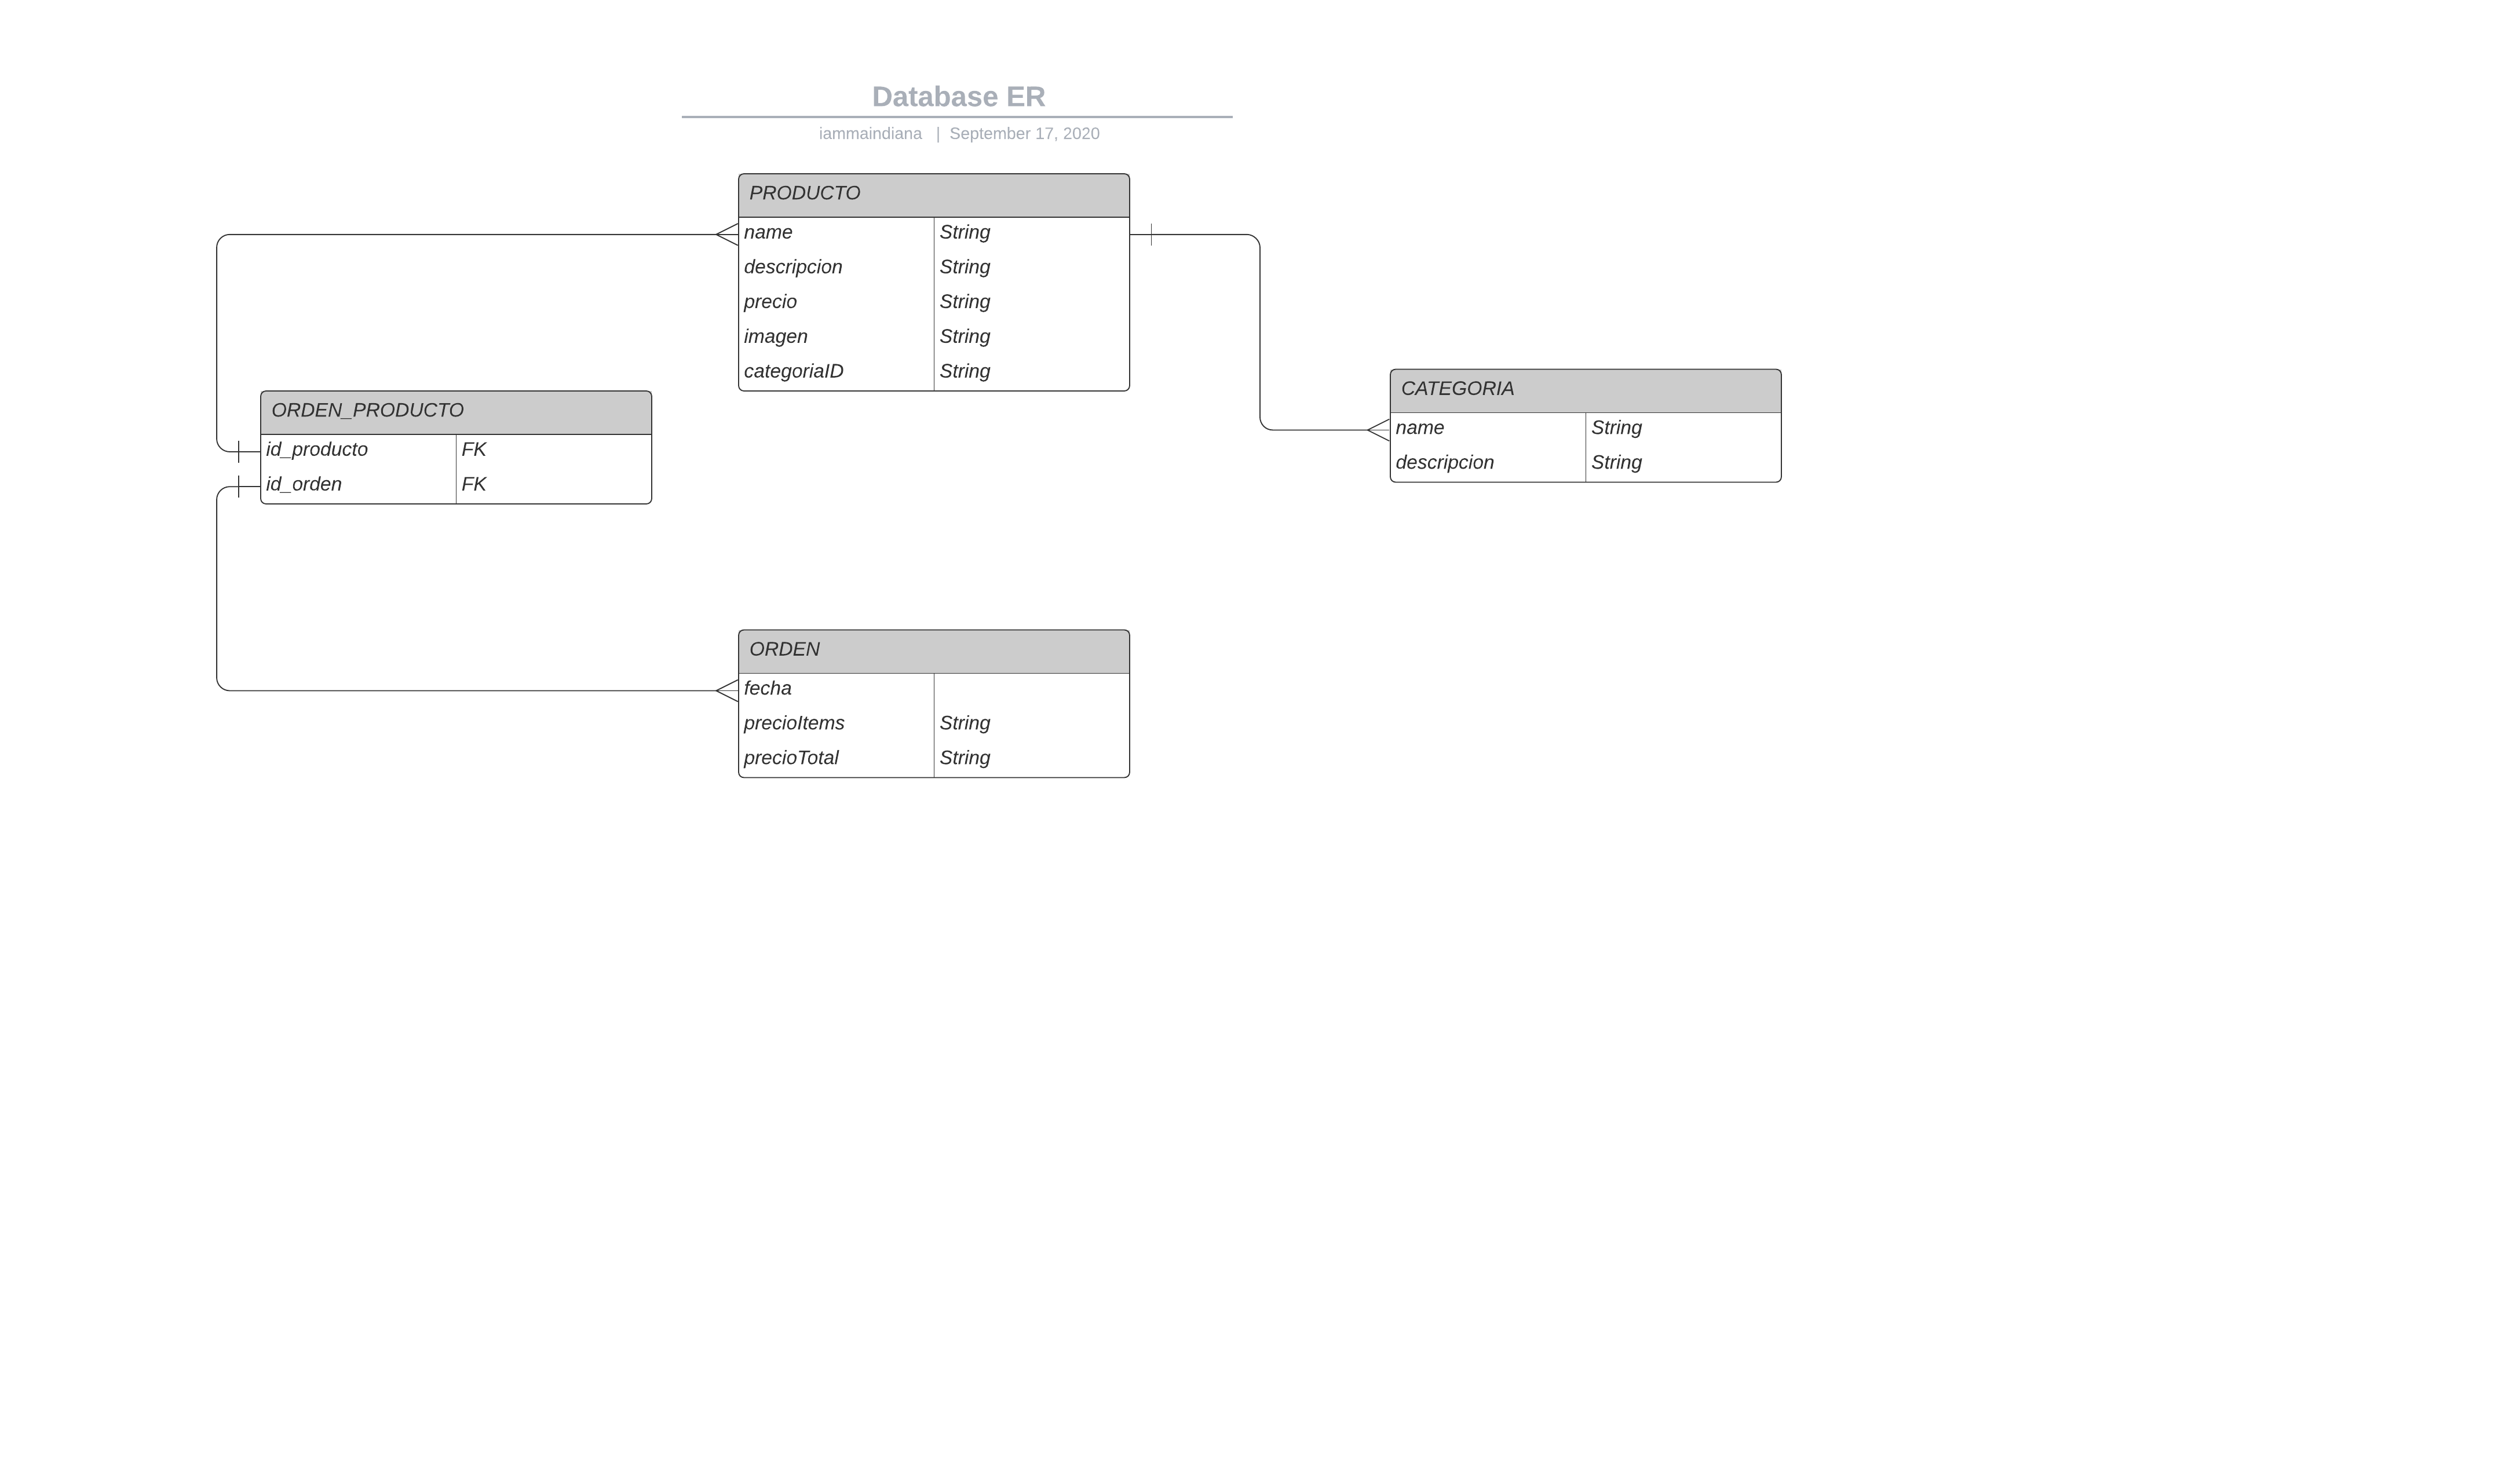 Database ER
iammaindiana | September 17, 2020
PRODUCTO
name String
descripcion String
precio String
imagen String
categoriaID String
ORDEN_PRODUCTO
id_producto FK
id_orden FK
CATEGORIA
name String
descripcion String
ORDEN
fecha
precioItems String
precioTotal String